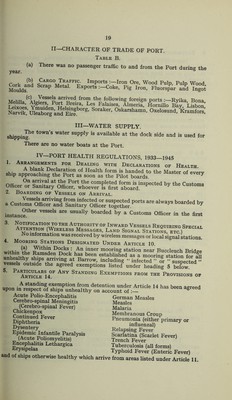 19
II—CHARACTER OF TRADE OF PORT.
TABLE B.
(a) There was no passenger traffic to and from the Port during the
year.
(b) CARGO TRAFFIC. Imports :—Iron Ore, Wood Pulp, Pulp Wood,
Cork and Scrap Metal. Exports :—Coke, Pig Iron, Fluorspar and Ingot
Moulds.
(c) Vessels arrived from the following foreign ports :—Ryika, Bona,
Melilla, Algiers, Port Breira, Les Falaises, Almeria, Hornillo Bay, Lisbon,
Leixoes, Ymuiden, Helsingborg, Soraker, Oskarshamn, Gaslesund, Kramfors,
Narvik, Ulnsborg and Eire.
III—WATER SUPPLY.
The town's water supply is available at the dock side and is used for
shipping.
There are no water boats at the Port.
IV—PORT HEALTH REGULATIONS, 1933—1945
1. ARRANGEMENTS FOR DEALING WITH DECLARATIONS OF HEALTH.
A blank Declaration of Health form is handed to the Master of every
ship approaching the Port as soon as the Pilot boards.
On arrival at the Port the completed form is inspected by the Customs
Officer or Sanitary Officer, whoever is first aboard.
2. BOARDING OF VESSELS ON ARRIVAL.
Vessels arriving from infected or suspected ports are always boarded by
a Customs Officer and Sanitary Officer together.
Other vessels are usually boarded by a Customs Officer in the first
instance.
3. NOTIFICATION TO THE AUTHORITY OF INWARD VESSELS REQUIRING SPECIAL
ATTENTION (WIRELESS MESSAGES, LAND SIGNAL STATIONS, ETC.)
No information was received by wireless messages or local signal stations.
4. MOORING STATIONS DESIGNATED UNDER ARTICLE 10.
(a) Within Docks : An inner mooring station near Buccleuch Bridge
within the Ramsden Dock has been established as a mooring station for all
unhealthy ships arriving at Barrow, including "infected" or "suspected"
ships outside the agreed exemptions listed under heading 5 below.
5. PARTICULARS OF ANY STANDING EXEMPTIONS FROM THE PROVISIONS OF
ARTICLE 14.
A standing exemption from detention under Article 14 has been agreed
upon in respect of ships unhealthy on account of :—
Acute Polio-Encephalitis
Cerebro-spinal Meningitis
(Cerebro-spinal Fever)
Chickenpox
Continued Fever
Diphtheria
Dysentery
Epidemic Infantile Paralysis
(Acute Poliomyelitis)
Encephalitis Lethargica
Erysipelas
German Measles
Measles
Malaria
Membranous Croup
Pneumonia (either primary or
influenzal)
Relapsing Fever
Scarlatina (Scarlet Fever)
Trench Fever
Tuberculosis (all forms)
Typhoid Fever (Enteric Fever)
and of ships otherwise healthy which arrive from areas listed under Article II.